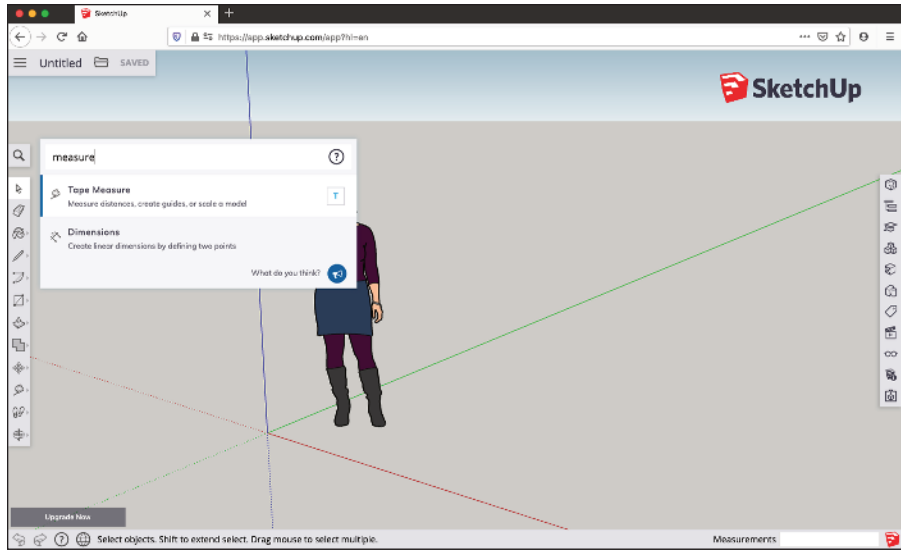 SketchUp
https://app.sketchup.com/app?hl=en
Untitled
SAVED
SketchUp
measure
Tape Measure
Measure distances, create guides, or scale a model
T
Dimensions
Create linear dimensions by defining two points
What do you think?
Upgrade Now
Select objects. Shift to extend select. Drag mouse to select multiple.
Measurements